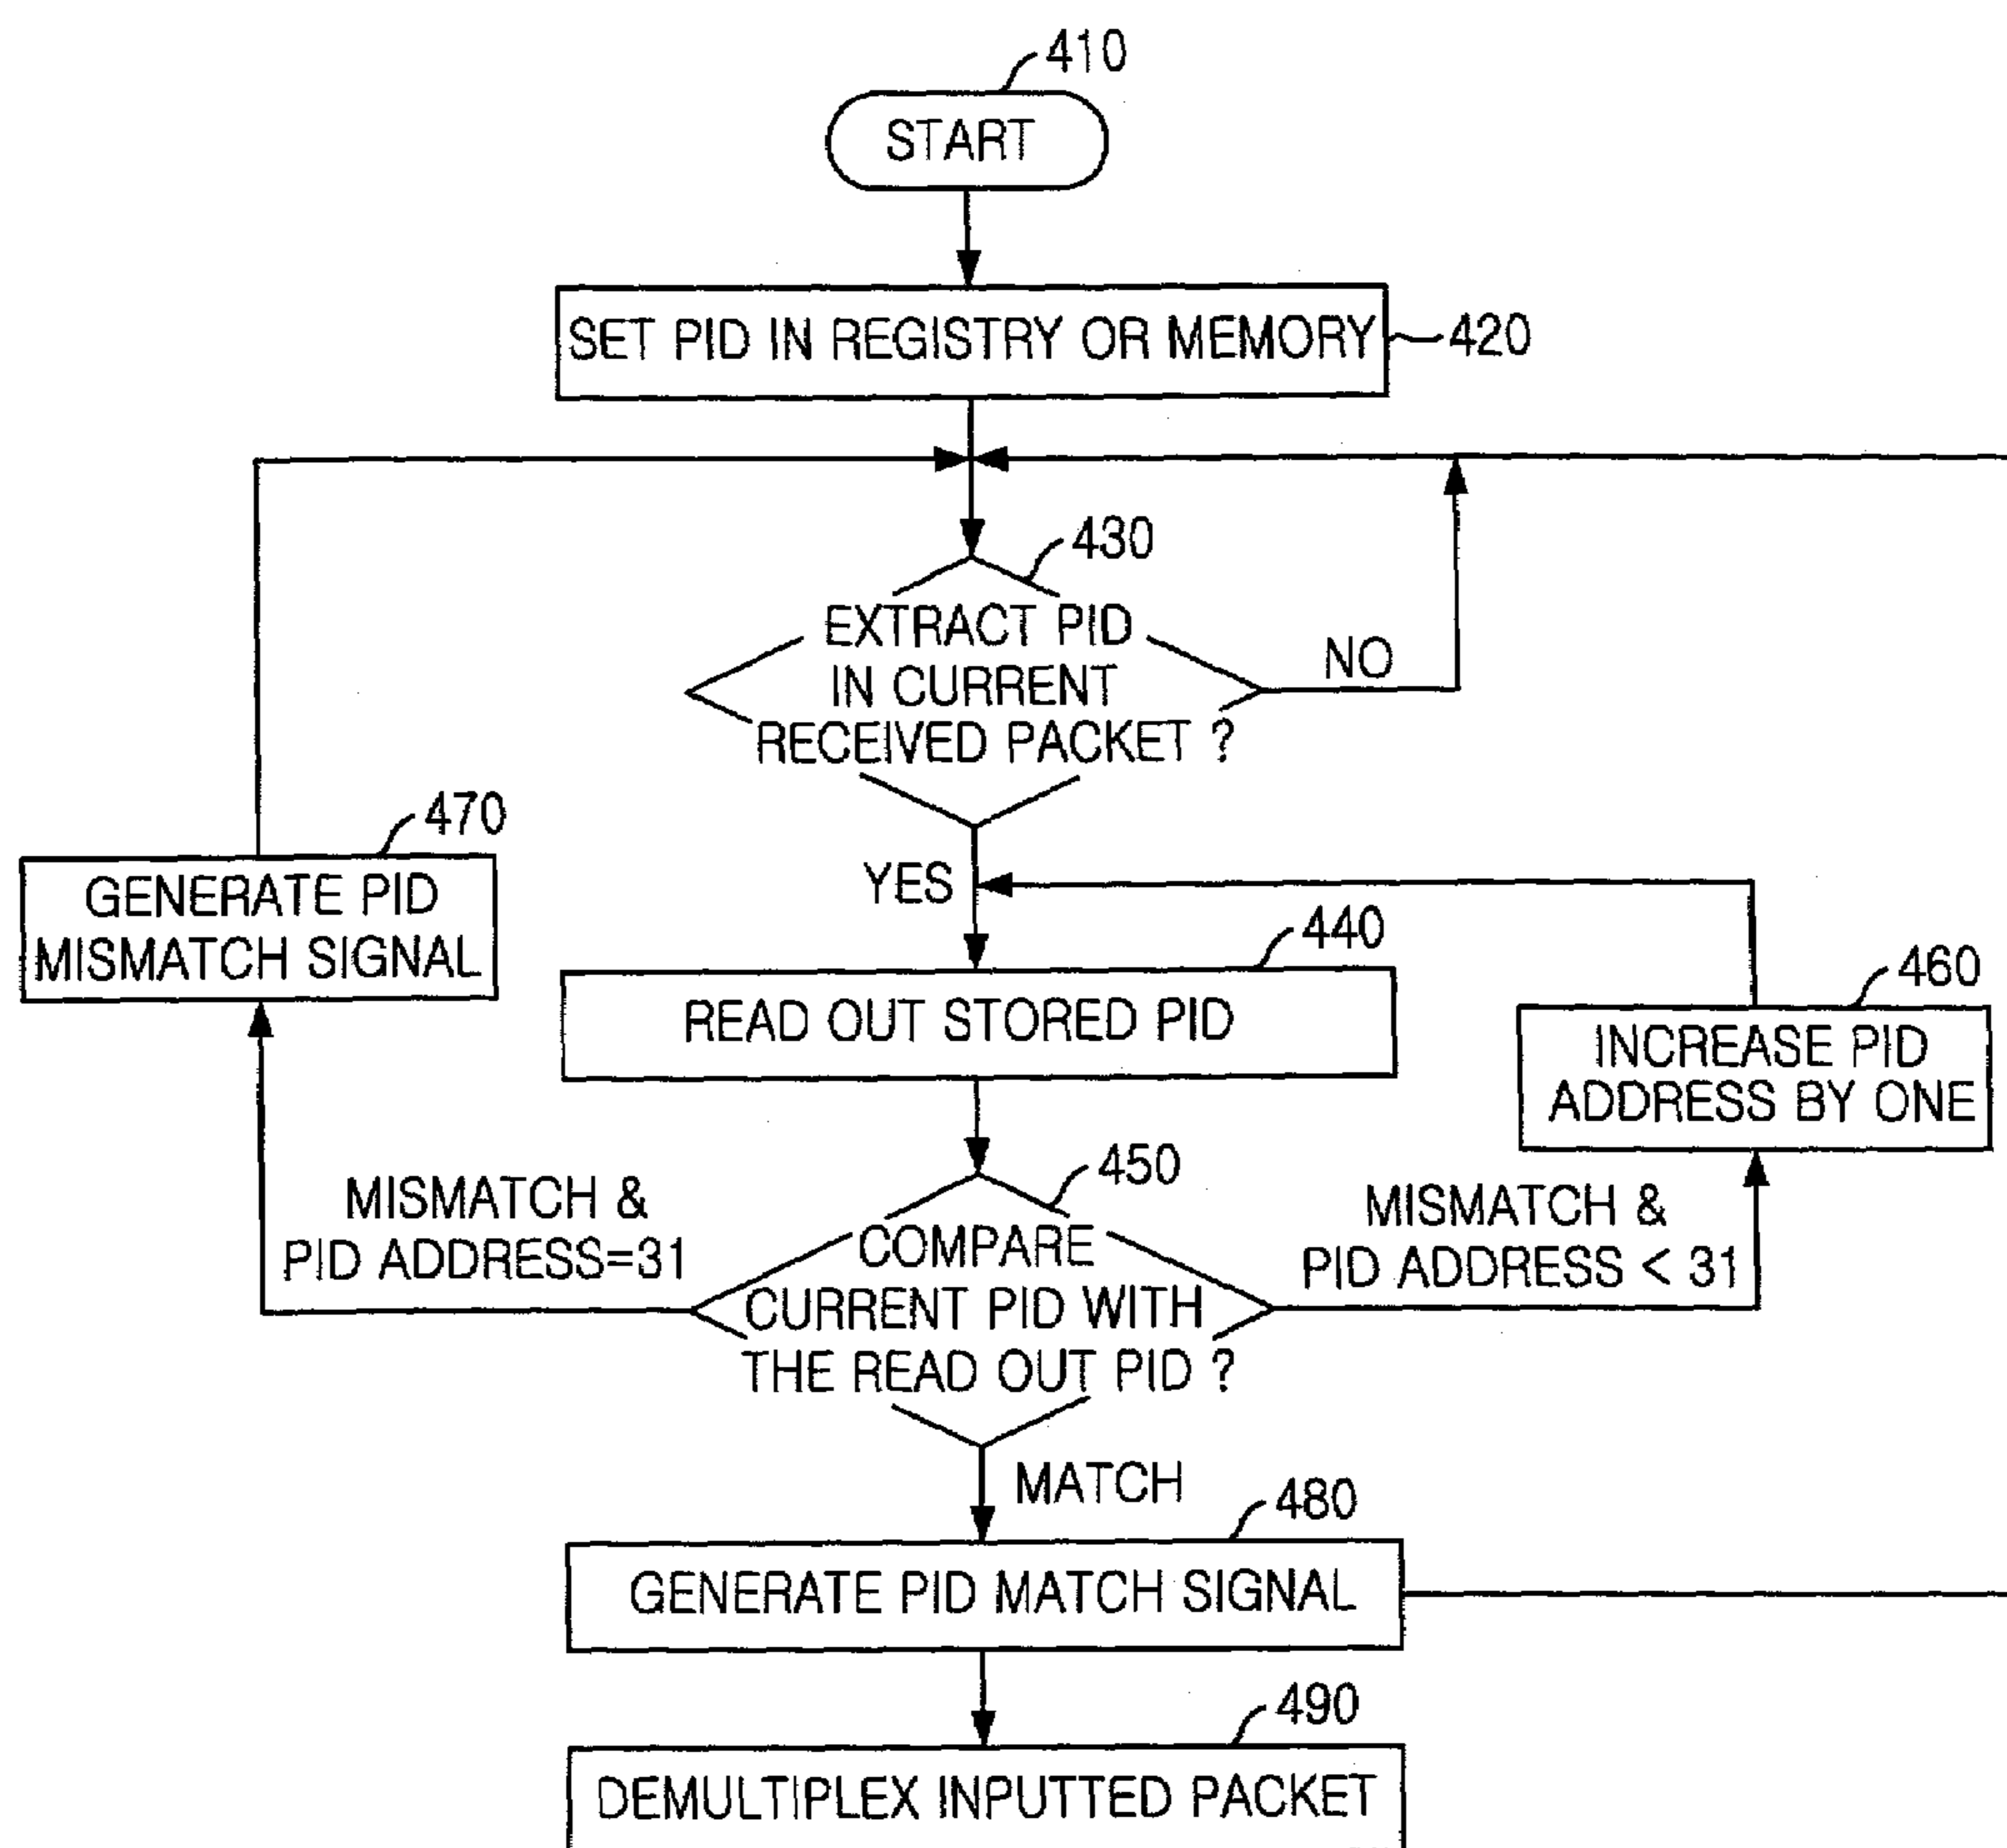 410
START
SET PID IN REGISTRY OR MEMORY
420
430
EXTRACT PID
IN CURRENT
RECEIVED PACKET ?
NO
YES
470
GENERATE PID
MISMATCH SIGNAL
440
READ OUT STORED PID
460
INCREASE PID
ADDRESS BY ONE
450
COMPARE
CURRENT PID WITH
THE READ OUT PID ?
MISMATCH &
PID ADDRESS=31
MISMATCH &
PID ADDRESS < 31
MATCH
480
GENERATE PID MATCH SIGNAL
490
DEMULTIPLEX INPUTTED PACKET